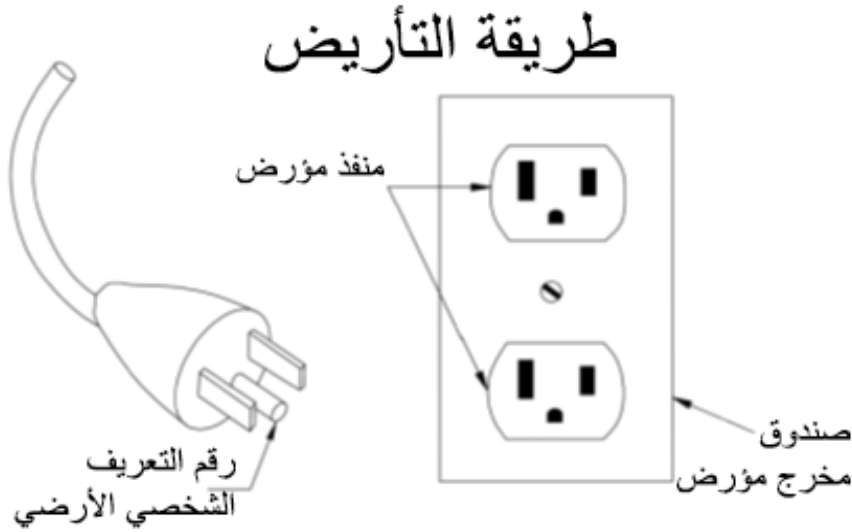 طريقة التأريض
منفذ مؤرض
صندوق
مخرج مؤرض
رقم التعريف
الشخصي الأرضي